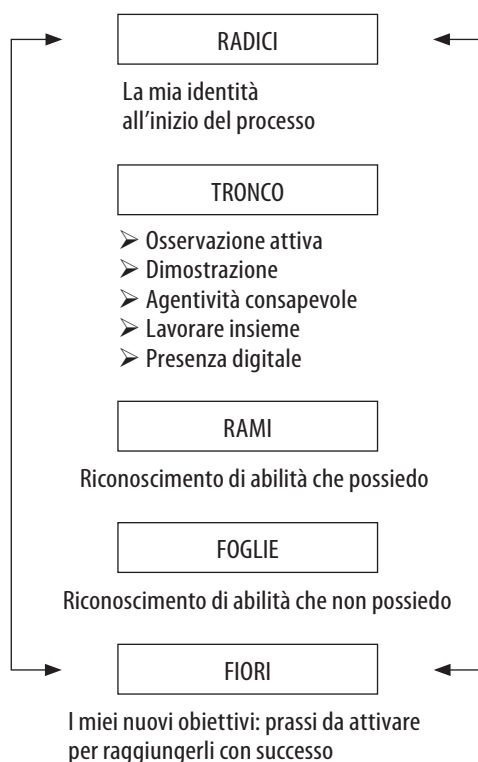 RADICI
La mia identità
all’inizio del processo
TRONCO
➢ Osservazione attiva
➢ Dimostrazione
➢ Agentività consapevole
➢ Lavorare insieme
➢ Presenza digitale
RAMI
Riconoscimento di abilità che possiedo
FOGLIE
Riconoscimento di abilità che non possiedo
FIORI
I miei nuovi obiettivi: prassi da attivare
per raggiungerli con successo